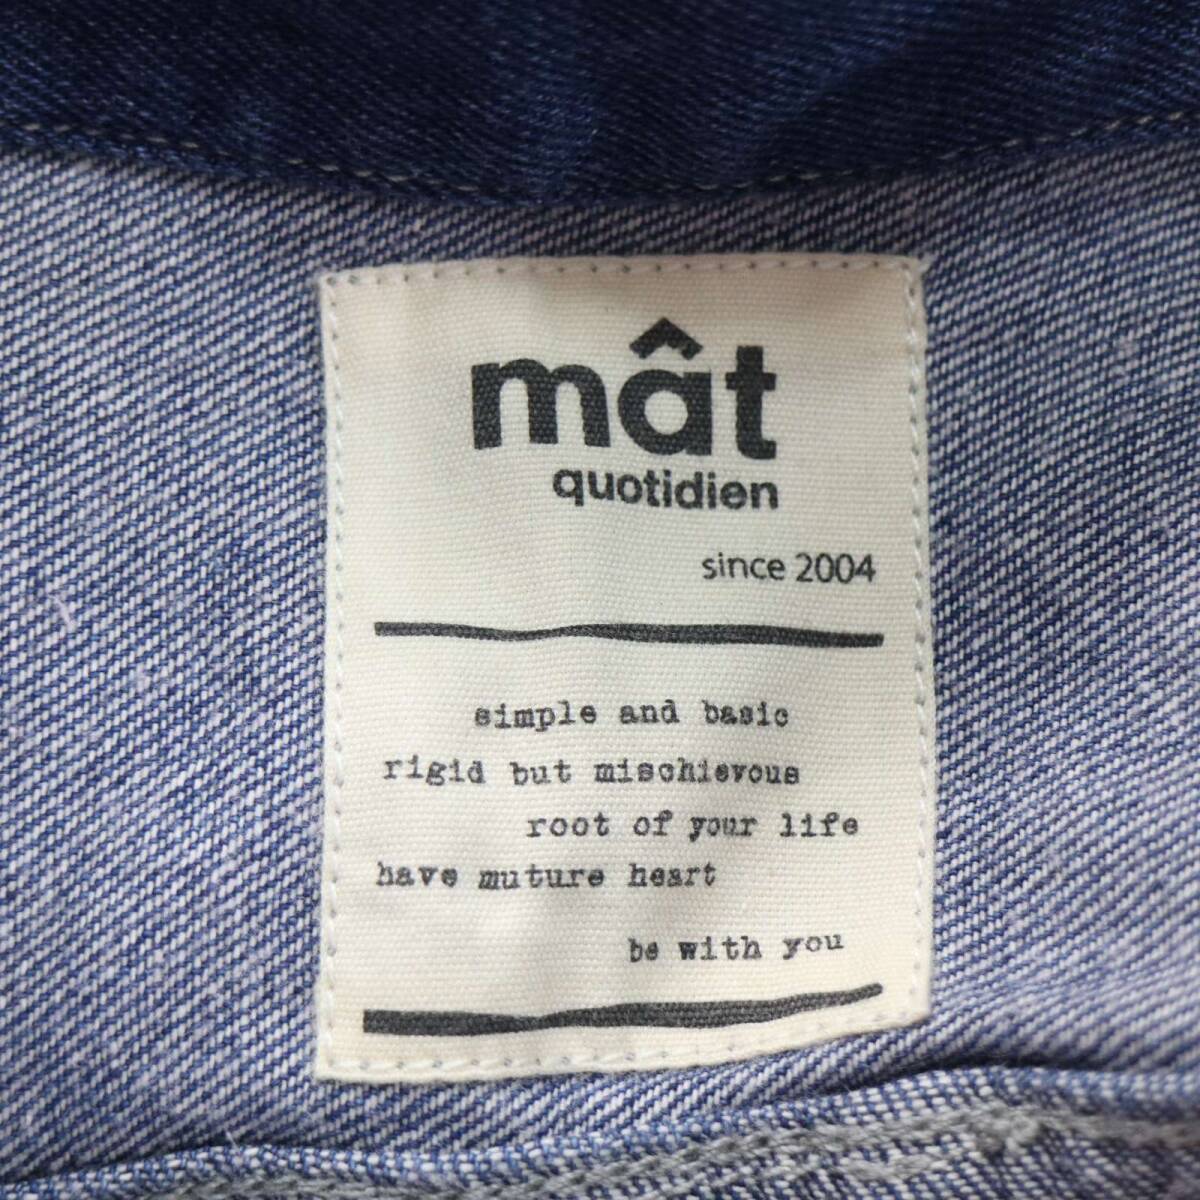 mât
quotidien
since 2004
simple and basic
rigid but mischievous
root of your life
have muture heart
be with you